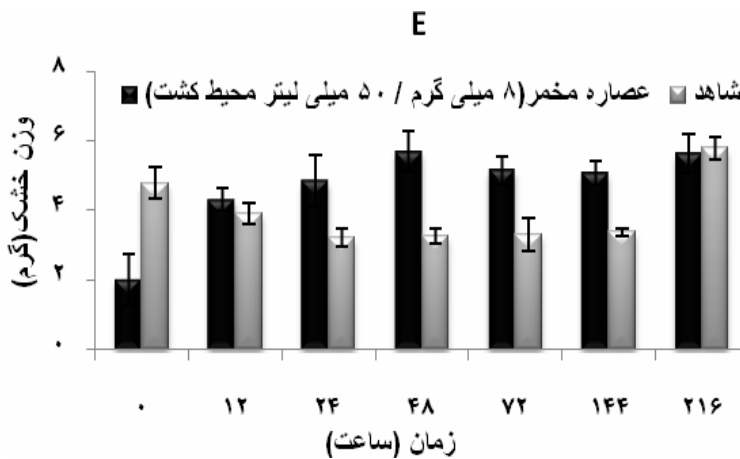 E
۸
عصاره مخمر(۸ میلی گرم / ۵۰ میلی لیتر محیط کشت) شاهد
۶
۴
۲
۰
وزن خشک(گرم)
۰ ۱۲ ۲۴ ۴۸ ۷۲ ۱۴۴ ۲۱۶
زمان (ساعت)